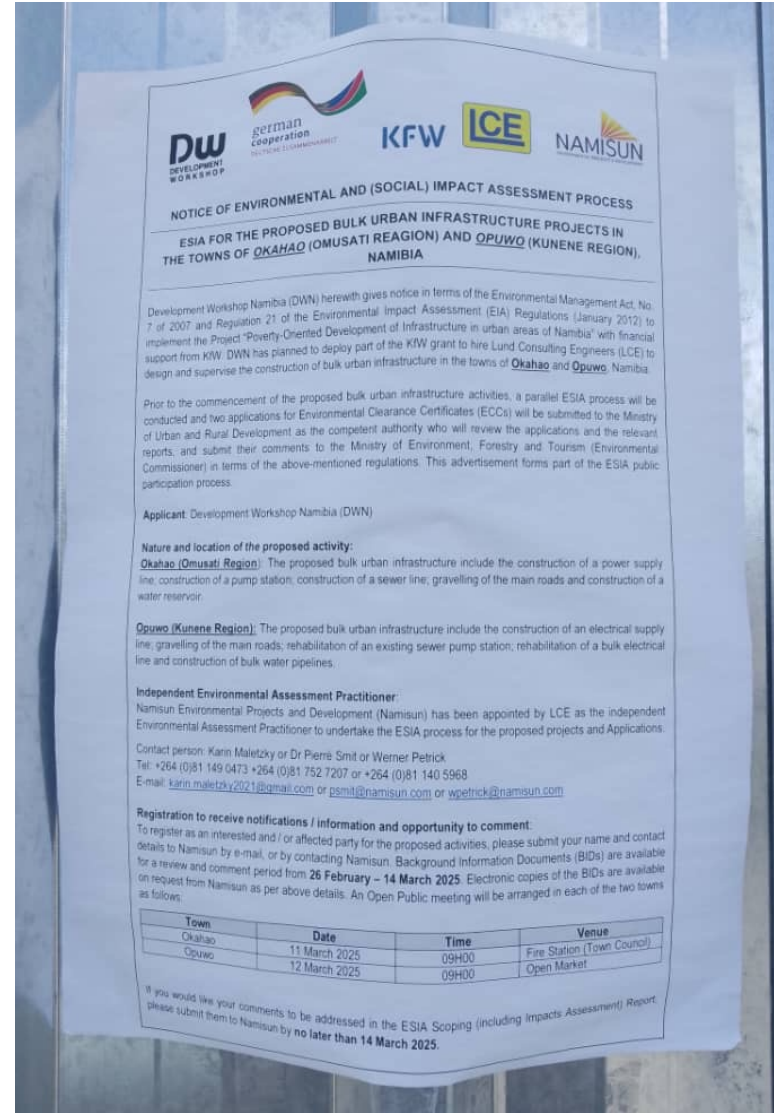 DW
DEVELOPMENT
WORKSHOP
german
cooperation
DEUTSCHE ZUSAMMENARBEIT
KFW
LCE
NAMISUN
NOTICE OF ENVIRONMENTAL AND (SOCIAL) IMPACT ASSESSMENT PROCESS
ESIA FOR THE PROPOSED BULK URBAN INFRASTRUCTURE PROJECTS IN
THE TOWNS OF OKAHAO (OMUSATI REAGION) AND OPUWO (KUNENE REGION),
NAMIBIA
Development Workshop Namibia (DWN) herewith gives notice in terms of the Environmental Management Act, No.
7 of 2007 and Regulation 21 of the Environmental Impact Assessment (EIA) Regulations (January 2012) to
implement the Project "Poverty-Oriented Development of Infrastructure in urban areas of Namibia" with financial
support from KfW. DWN has planned to deploy part of the KfW grant to hire Lund Consulting Engineers (LCE) to
design and supervise the construction of bulk urban infrastructure in the towns of Okahao and Opuwo, Namibia.
Prior to the commencement of the proposed bulk urban infrastructure activities, a parallel ESIA process will be
conducted and two applications for Environmental Clearance Certificates (ECCs) will be submitted to the Ministry
of Urban and Rural Development as the competent authority who will review the applications and the relevant
reports, and submit their comments to the Ministry of Environment, Forestry and Tourism (Environmental
Commissioner) in terms of the above-mentioned regulations. This advertisement forms part of the ESIA public
participation process.
Applicant: Development Workshop Namibia (DWN)
Nature and location of the proposed activity:
Okahao (Omusati Region): The proposed bulk urban infrastructure include the construction of a power supply
line; construction of a pump station; construction of a sewer line; gravelling of the main roads and construction of a
water reservoir.
Opuwo (Kunene Region): The proposed bulk urban infrastructure include the construction of an electrical supply
line; gravelling of the main roads; rehabilitation of an existing sewer pump station; rehabilitation of a bulk electrical
line and construction of bulk water pipelines.
Independent Environmental Assessment Practitioner:
Namisun Environmental Projects and Development (Namisun) has been appointed by LCE as the independent
Environmental Assessment Practitioner to undertake the ESIA process for the proposed projects and Applications.
Contact person: Karin Maletzky or Dr Pierre Smit or Werner Petrick
Tel: +264 (0)81 149 0473 +264 (0)81 752 7207 or +264 (0)81 140 5968
E-mail: karin.maletzky2021@gmail.com or psmit@namisun.com or wpetrick@namisun.com
Registration to receive notifications / information and opportunity to comment:
To register as an interested and / or affected party for the proposed activities, please submit your name and contact
details to Namisun by e-mail, or by contacting Namisun. Background Information Documents (BIDs) are available
for a review and comment period from 26 February – 14 March 2025. Electronic copies of the BIDs are available
on request from Namisun as per above details. An Open Public meeting will be arranged in each of the two towns
as follows:
Town Date Time Venue
Okahao 11 March 2025 09H00 Fire Station (Town Council)
Opuwo 12 March 2025 09H00 Open Market
If you would like your comments to be addressed in the ESIA Scoping (including Impacts Assessment) Report,
please submit them to Namisun by no later than 14 March 2025.